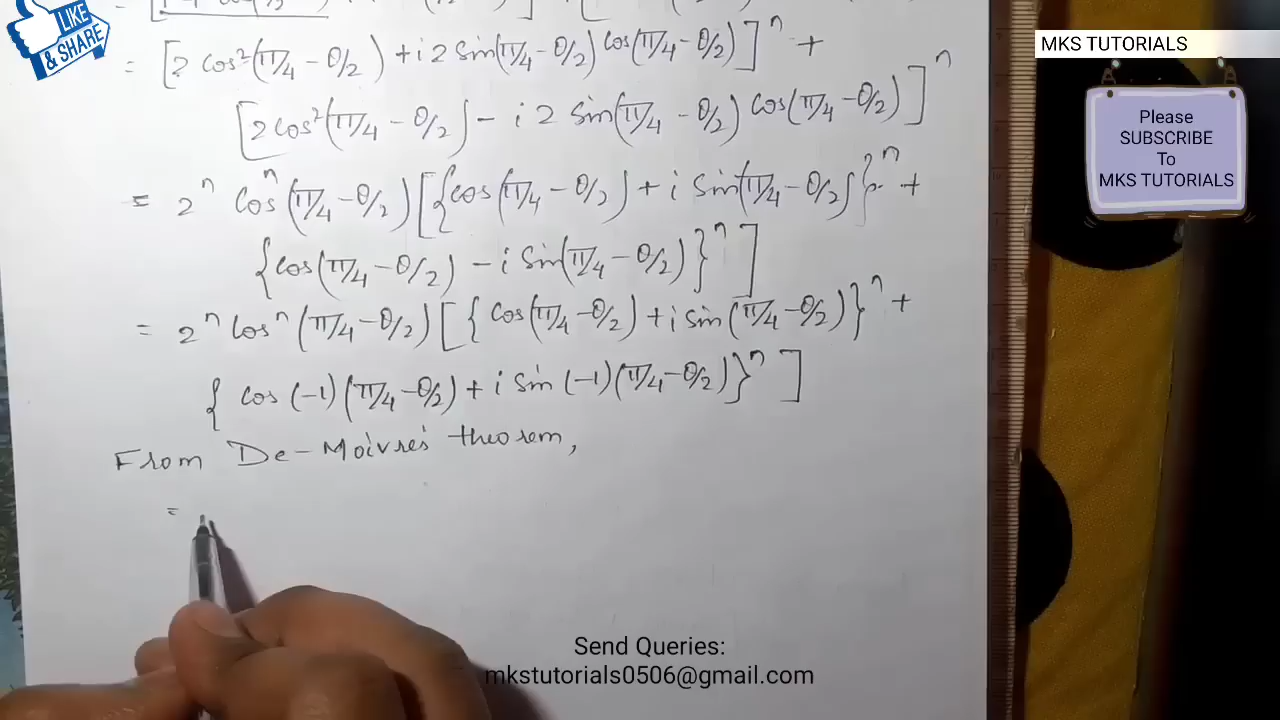 LIKE
& SHARE
MKS TUTORIALS
Please
SUBSCRIBE
To
MKS TUTORIALS
= [2 cos²(π/4 - θ/2) + i 2 sin(π/4 - θ/2) cos(π/4 - θ/2)]ⁿ +
[2cos²(π/4 - θ/2) - i 2 sin(π/4 - θ/2) cos(π/4 - θ/2)]ⁿ
= 2ⁿ cosⁿ(π/4 - θ/2) [{cos(π/4 - θ/2) + i sin(π/4 - θ/2)}ⁿ +
{cos(π/4 - θ/2) - i sin(π/4 - θ/2)}ⁿ]
= 2ⁿ cosⁿ(π/4 - θ/2) [{cos(π/4 - θ/2) + i sin(π/4 - θ/2)}ⁿ +
{cos(-1)(π/4 - θ/2) + i sin(-1)(π/4 - θ/2)}ⁿ]
From De-Moivre's theorem,
=
Send Queries:
mkstutorials0506@gmail.com